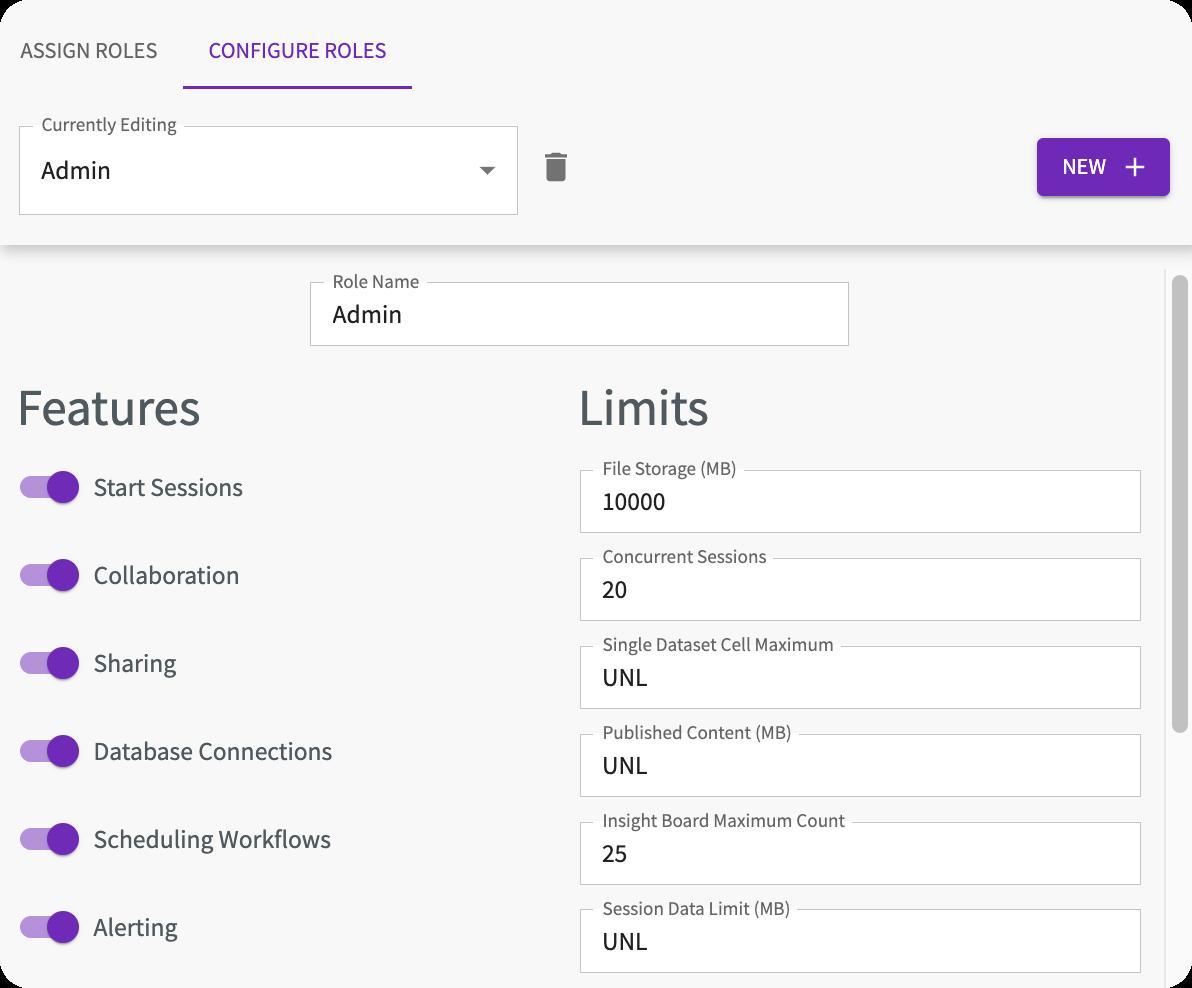 ASSIGN ROLES
CONFIGURE ROLES
Currently Editing
Admin
NEW +
Role Name
Admin
Features
Start Sessions
Collaboration
Sharing
Database Connections
Scheduling Workflows
Alerting
Limits
File Storage (MB)
10000
Concurrent Sessions
20
Single Dataset Cell Maximum
UNL
Published Content (MB)
UNL
Insight Board Maximum Count
25
Session Data Limit (MB)
UNL